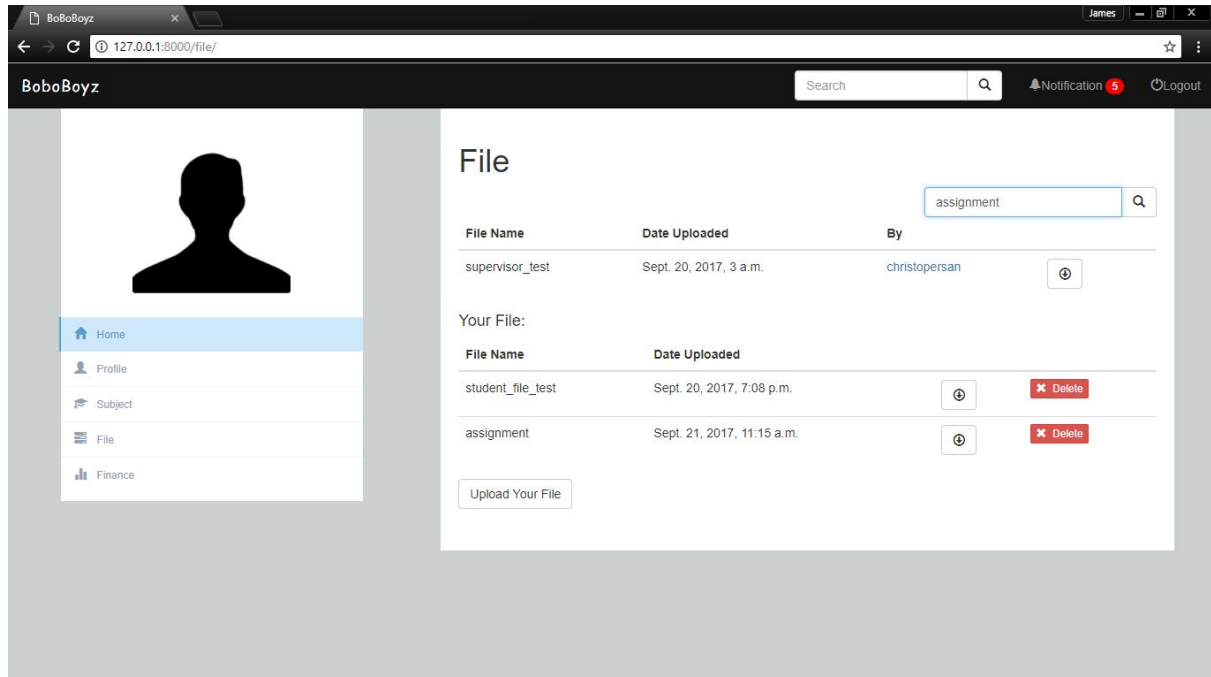 BoBoBoyz
James
127.0.0.1:8000/file/
BoboBoyz
Search
Notification 5
Logout
File
assignment
File Name Date Uploaded By
supervisor_test Sept. 20, 2017, 3 a.m. christopersan
Home
Profile
Subject
File
Finance
Your File:
File Name Date Uploaded
student_file_test Sept. 20, 2017, 7:08 p.m. Delete
assignment Sept. 21, 2017, 11:15 a.m. Delete
Upload Your File